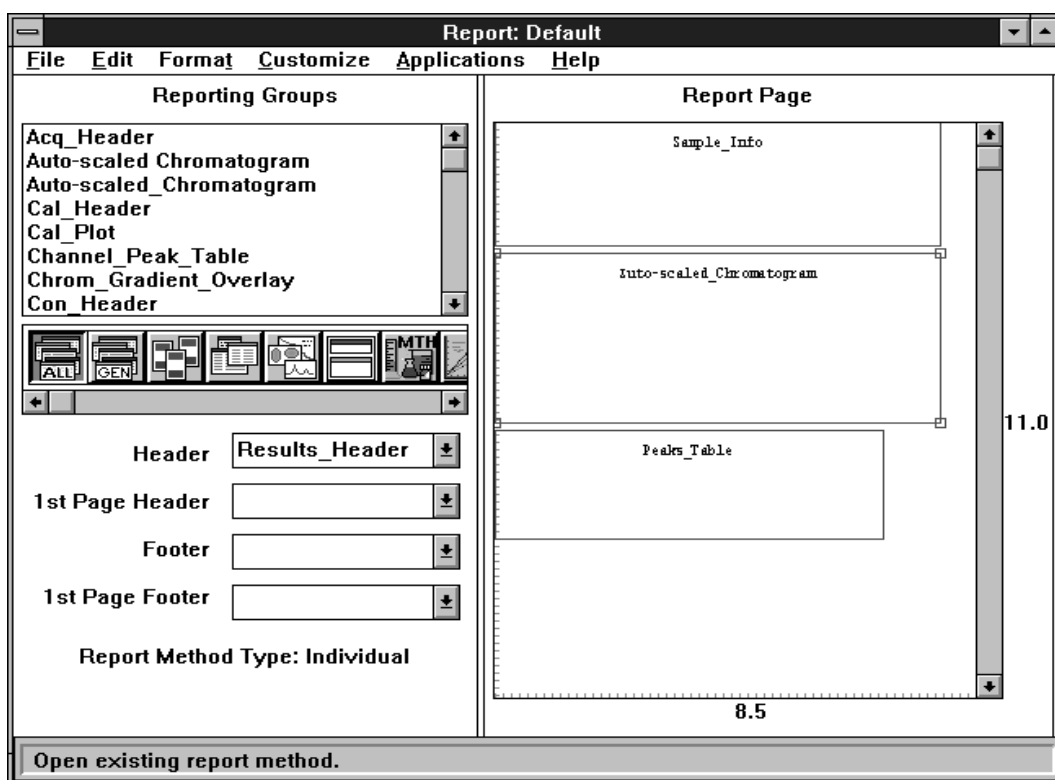 Report: Default
File Edit Format Customize Applications Help
Reporting Groups
Acq_Header
Auto-scaled Chromatogram
Auto-scaled_Chromatogram
Cal_Header
Cal_Plot
Channel_Peak_Table
Chrom_Gradient_Overlay
Con_Header
ALL GEN MTH
Header Results_Header
1st Page Header
Footer
1st Page Footer
Report Method Type: Individual
Report Page
Sample_Info
Auto-scaled_Chromatogram
Peaks_Table
11.0
8.5
Open existing report method.